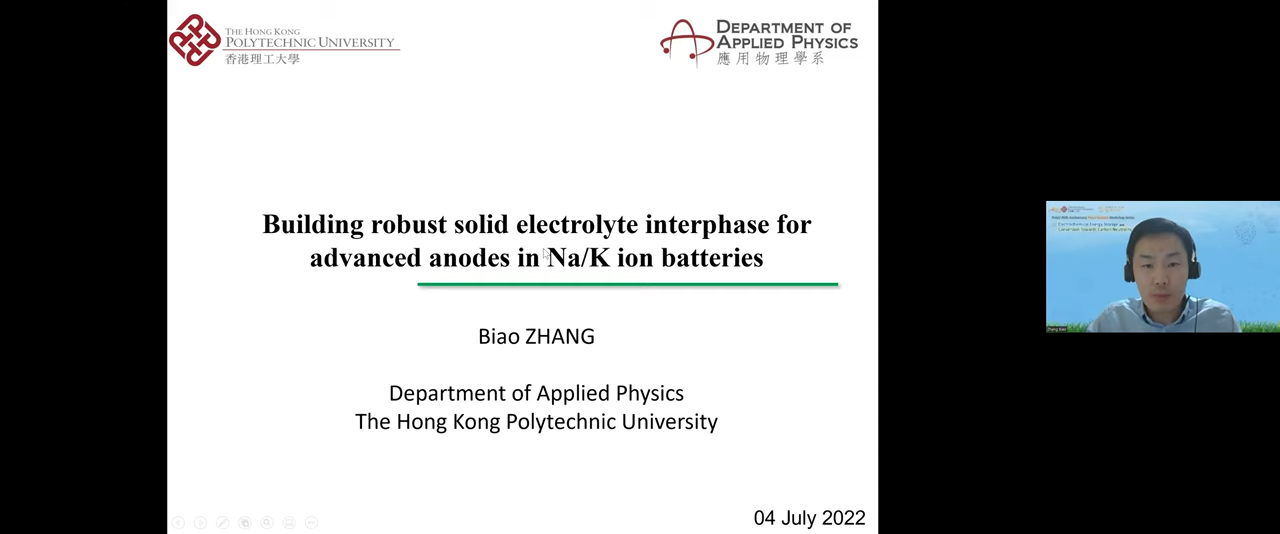 THE HONG KONG
POLYTECHNIC UNIVERSITY
香港理工大學
DEPARTMENT OF
APPLIED PHYSICS
應用物理學系
Building robust solid electrolyte interphase for
advanced anodes in Na/K ion batteries
Biao ZHANG
Department of Applied Physics
The Hong Kong Polytechnic University
04 July 2022
Zhang Biao